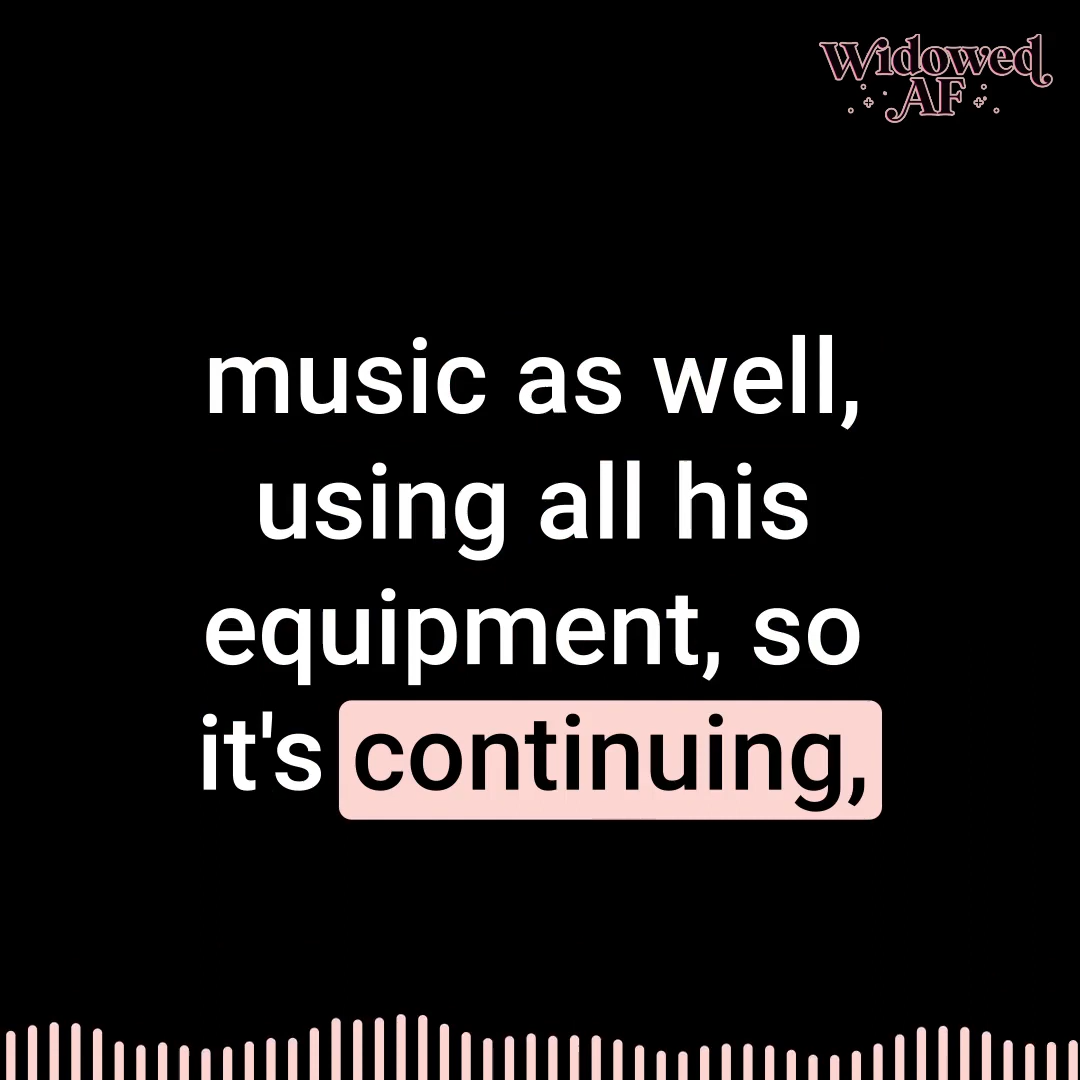 Widowed
AF
music as well,
using all his
equipment, so
it's continuing,